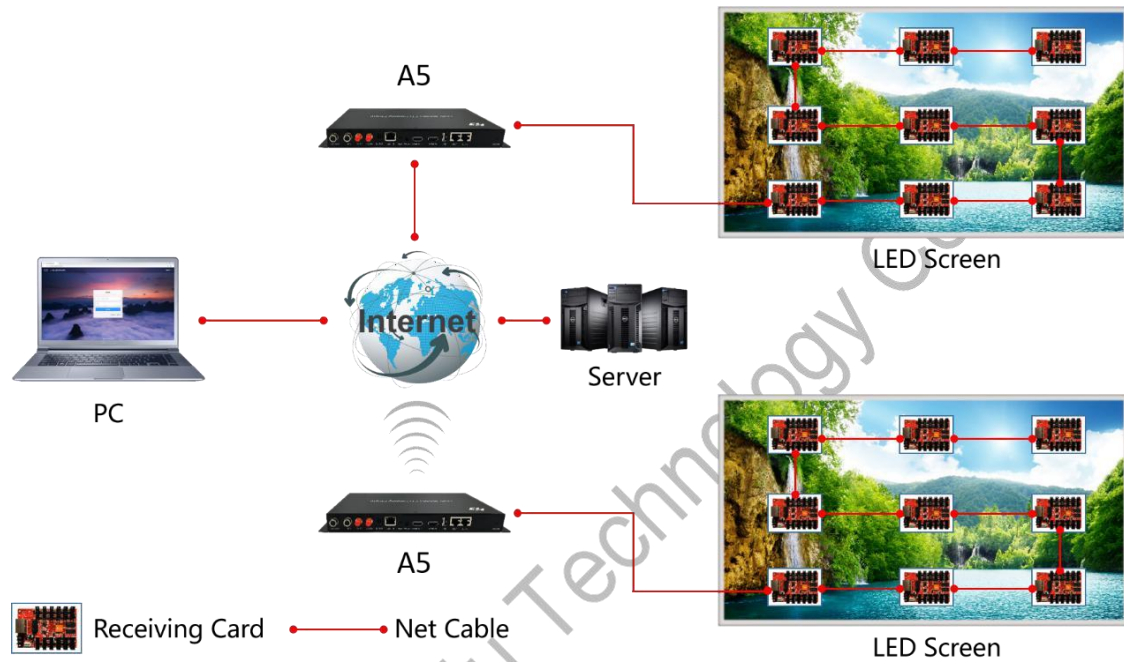 A5
LED Screen
Internet
PC
Server
A5
Receiving Card
Net Cable
LED Screen